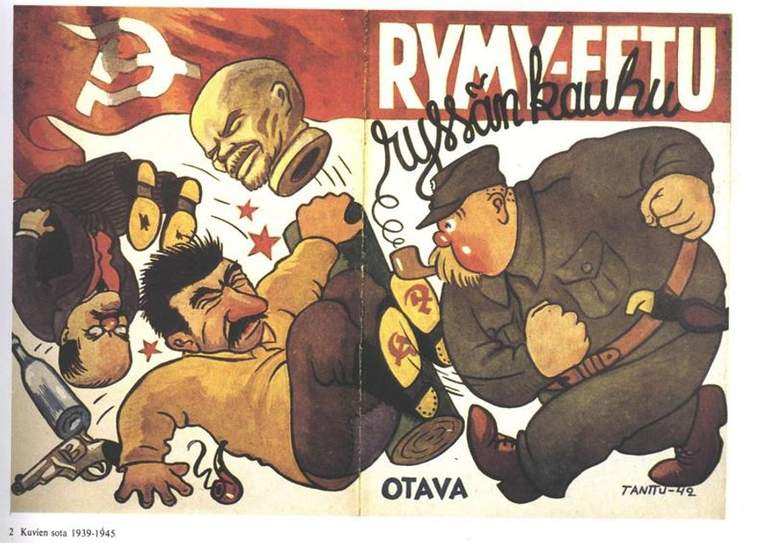 RYMY-EETU
ryssän kauhu
OTAVA
TANTTU-42
2 Kuvien sota 1939-1945